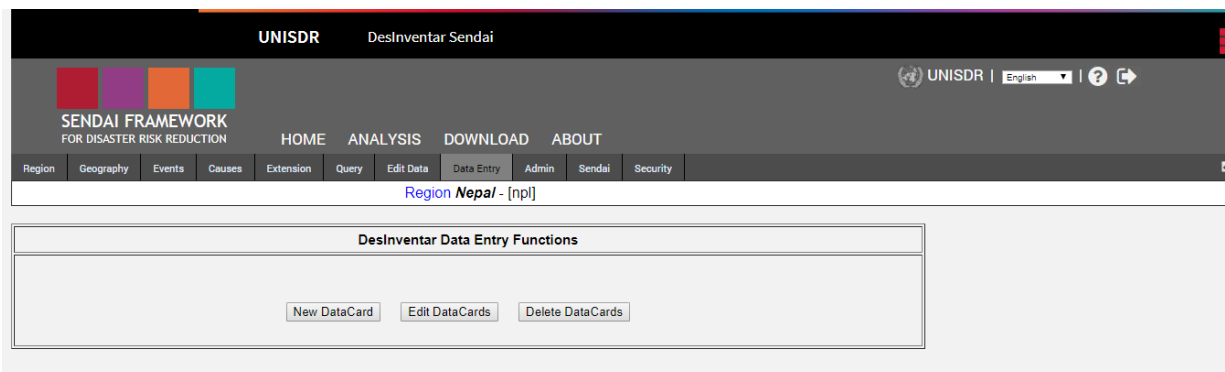 UNISDR DesInventar Sendai
UNISDR | English | ?
SENDAI FRAMEWORK
FOR DISASTER RISK REDUCTION
HOME ANALYSIS DOWNLOAD ABOUT
Region Geography Events Causes Extension Query Edit Data Data Entry Admin Sendai Security
Region Nepal - [npl]
DesInventar Data Entry Functions
New DataCard Edit DataCards Delete DataCards